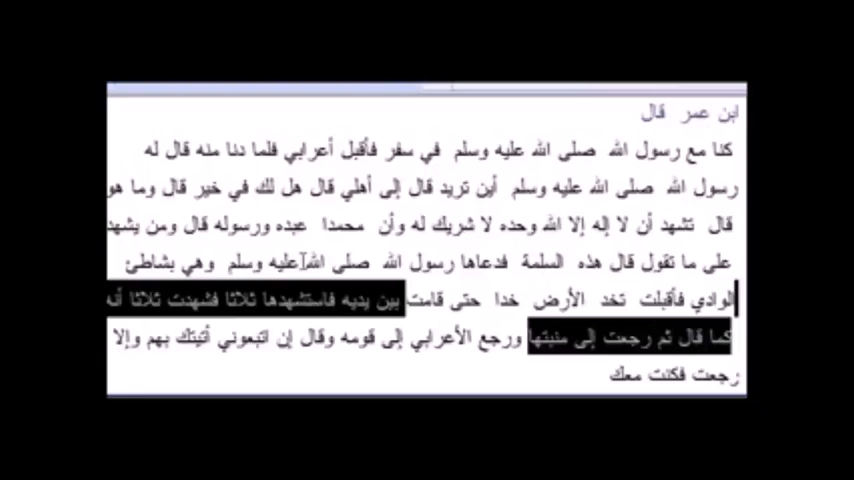 ابن عمر قال
كنا مع رسول الله صلى الله عليه وسلم في سفر فأقبل أعرابي فلما دنا منه قال له
رسول الله صلى الله عليه وسلم أين تريد قال إلى أهلي قال هل لك في خير قال وما هو
قال تشهد أن لا إله إلا الله وحده لا شريك له وأن محمدا عبده ورسوله قال ومن يشهد
على ما تقول قال هذه السلمة فدعاها رسول الله صلى الله عليه وسلم وهي بشاطئ
الوادي فأقبلت تخد الأرض خدا حتى قامت بين يديه فاستشهدها ثلاثا فشهدت ثلاثا أنه
كما قال ثم رجعت إلى منبتها ورجع الأعرابي إلى قومه وقال إن اتبعوني أتيتك بهم وإلا
رجعت فكنت معك